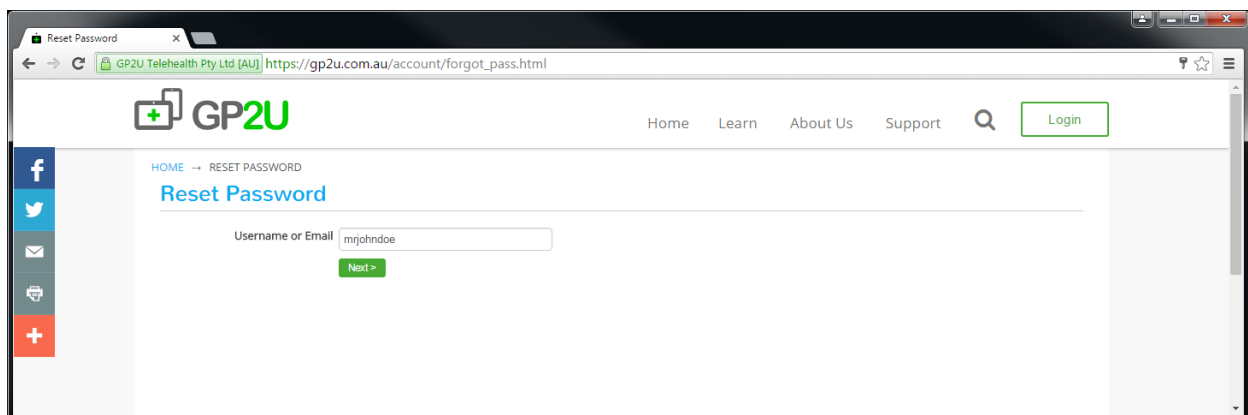 Reset Password
GP2U Telehealth Pty Ltd [AU] https://gp2u.com.au/account/forgot_pass.html
GP2U
Home Learn About Us Support Login
HOME → RESET PASSWORD
Reset Password
Username or Email mrjohndoe
Next >